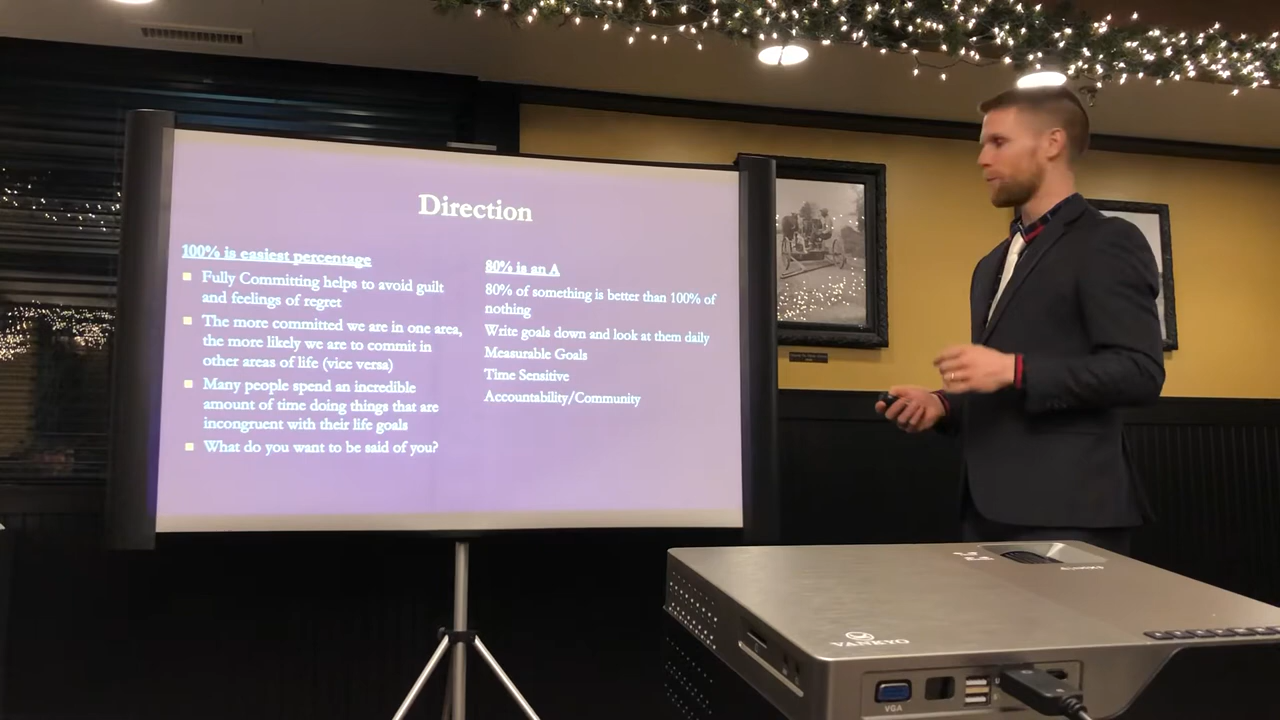 Direction
100% is easiest percentage
Fully Committing helps to avoid guilt
and feelings of regret
The more committed we are in one area,
the more likely we are to commit in
other areas of life (vice versa)
Many people spend an incredible
amount of time doing things that are
incongruent with their life goals
What do you want to be said of you?
80% is an A
80% of something is better than 100% of
nothing
Write goals down and look at them daily
Measurable Goals
Time Sensitive
Accountability/Community
VANKYO
VGA